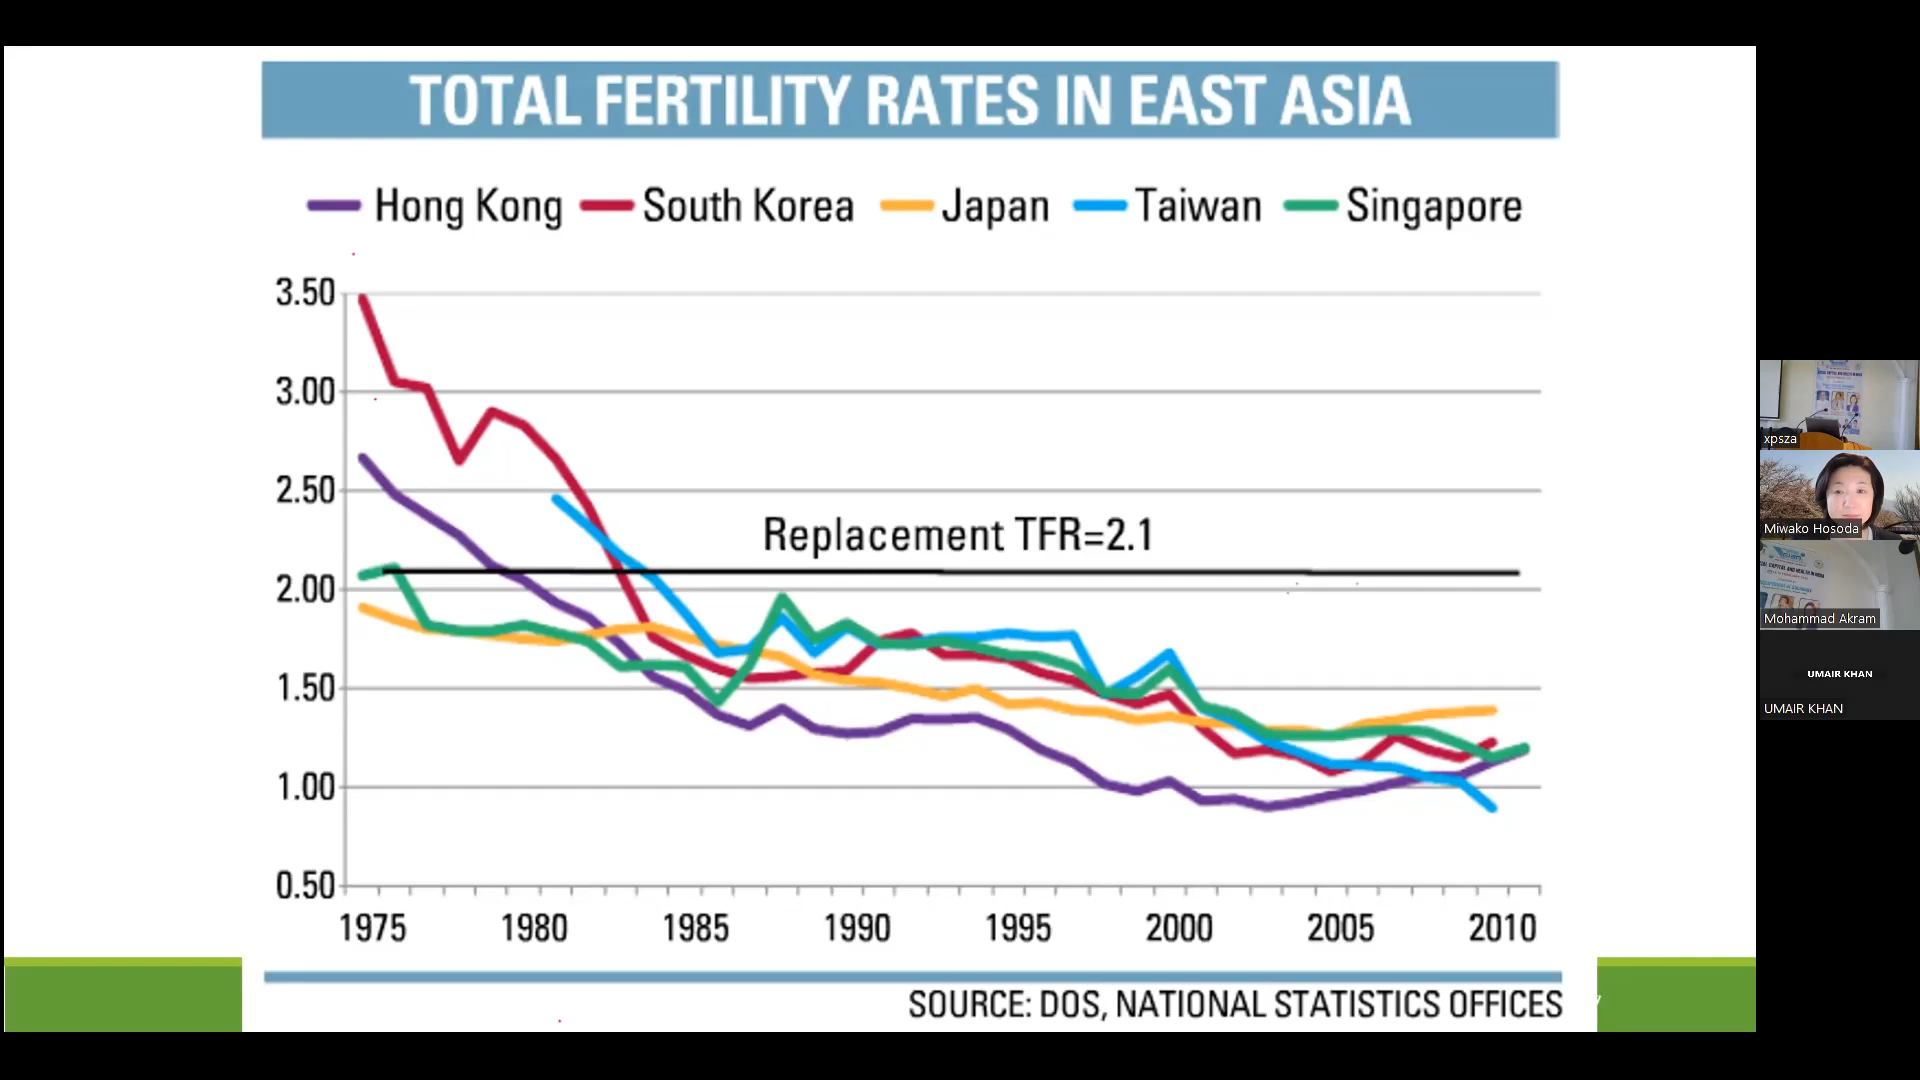 TOTAL FERTILITY RATES IN EAST ASIA
Hong Kong South Korea Japan Taiwan Singapore
3.50
3.00
2.50
Replacement TFR=2.1
2.00
1.50
1.00
0.50
1975 1980 1985 1990 1995 2000 2005 2010
SOURCE: DOS, NATIONAL STATISTICS OFFICES
xpsza
Miwako Hosoda
Mohammad Akram
UMAIR KHAN
UMAIR KHAN